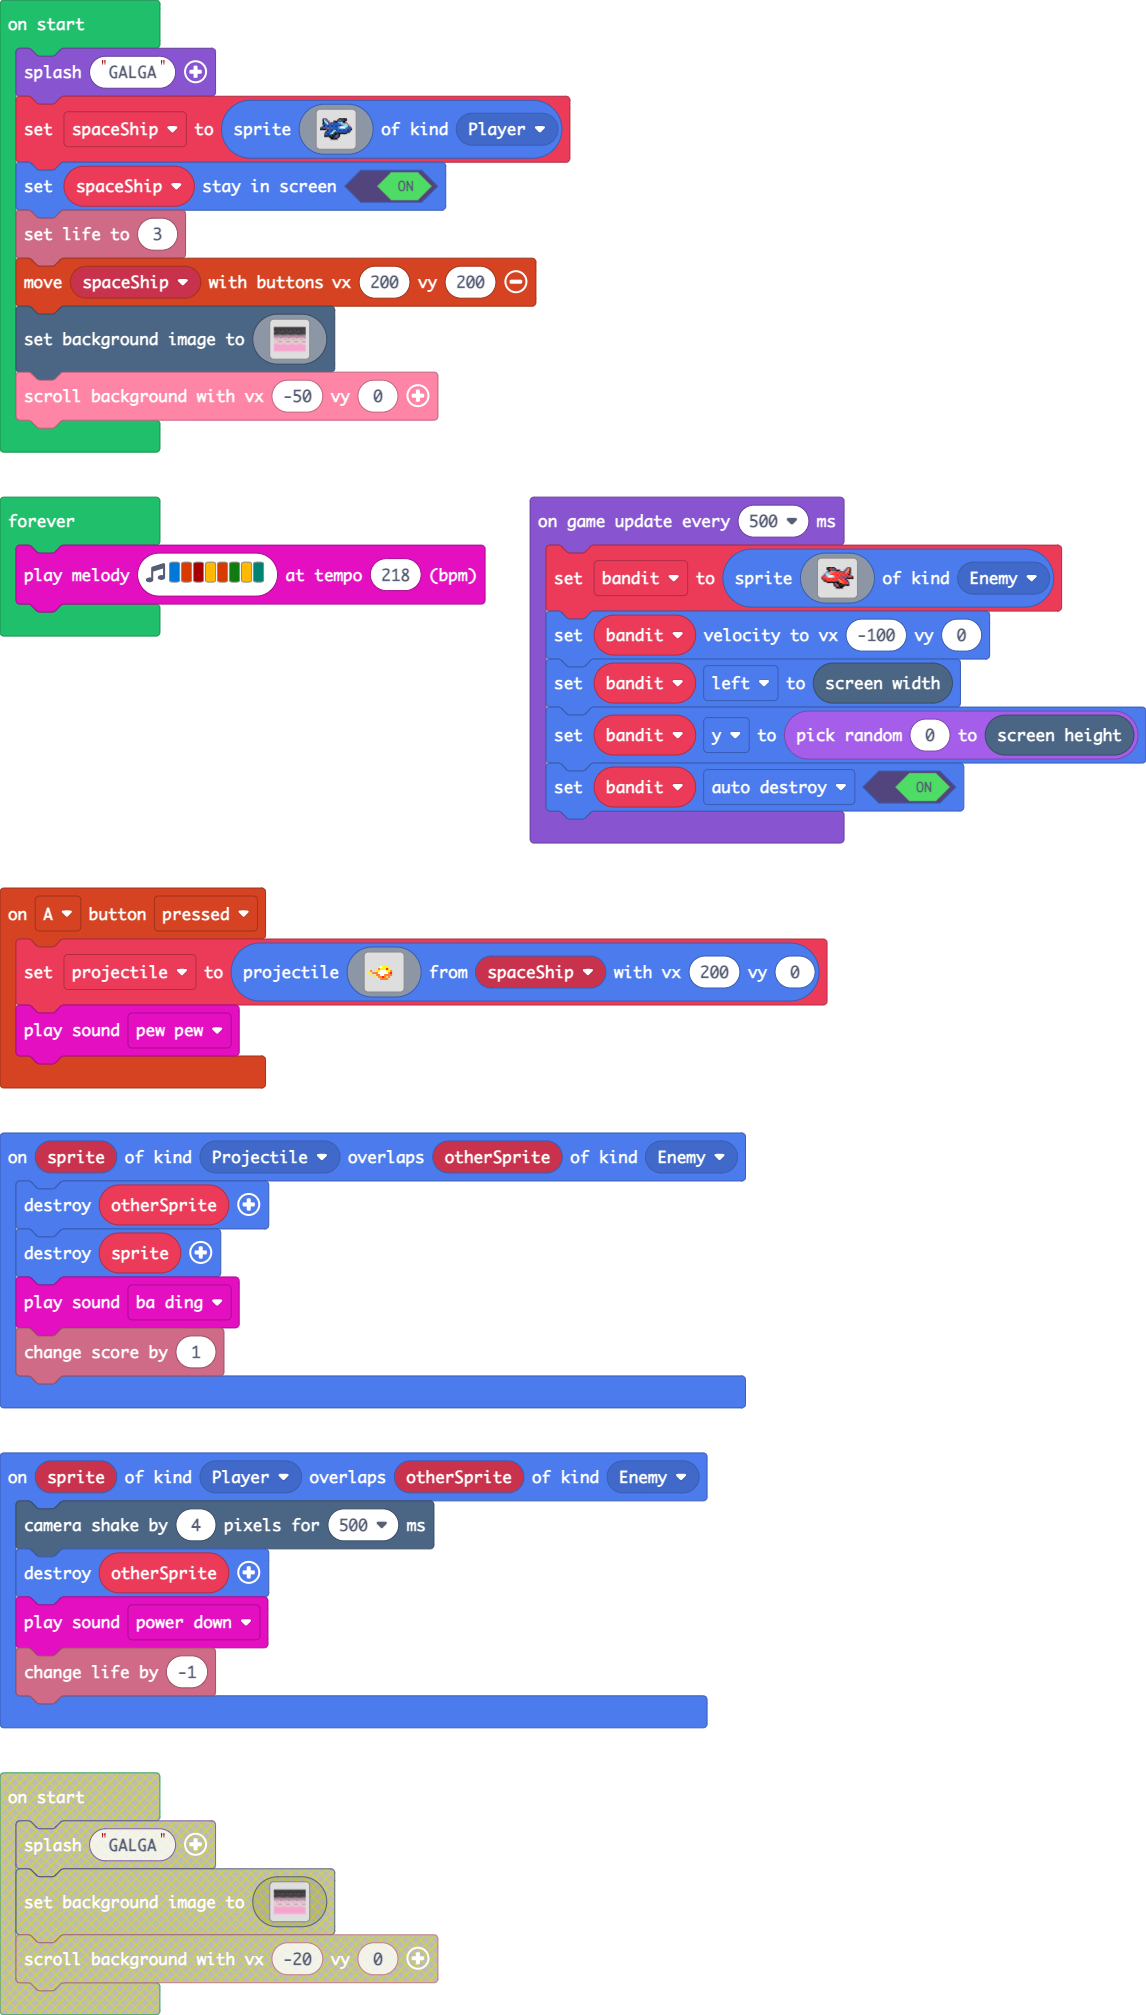 on start
splash "GALGA"
set spaceShip to sprite of kind Player
set spaceShip stay in screen ON
set life to 3
move spaceShip with buttons vx 200 vy 200
set background image to
scroll background with vx -50 vy 0
forever
play melody at tempo 218 (bpm)
on game update every 500 ms
set bandit to sprite of kind Enemy
set bandit velocity to vx -100 vy 0
set bandit left to screen width
set bandit y to pick random 0 to screen height
set bandit auto destroy ON
on A button pressed
set projectile to projectile from spaceShip with vx 200 vy 0
play sound pew pew
on sprite of kind Projectile overlaps otherSprite of kind Enemy
destroy otherSprite
destroy sprite
play sound ba ding
change score by 1
on sprite of kind Player overlaps otherSprite of kind Enemy
camera shake by 4 pixels for 500 ms
destroy otherSprite
play sound power down
change life by -1
on start
splash "GALGA"
set background image to
scroll background with vx -20 vy 0